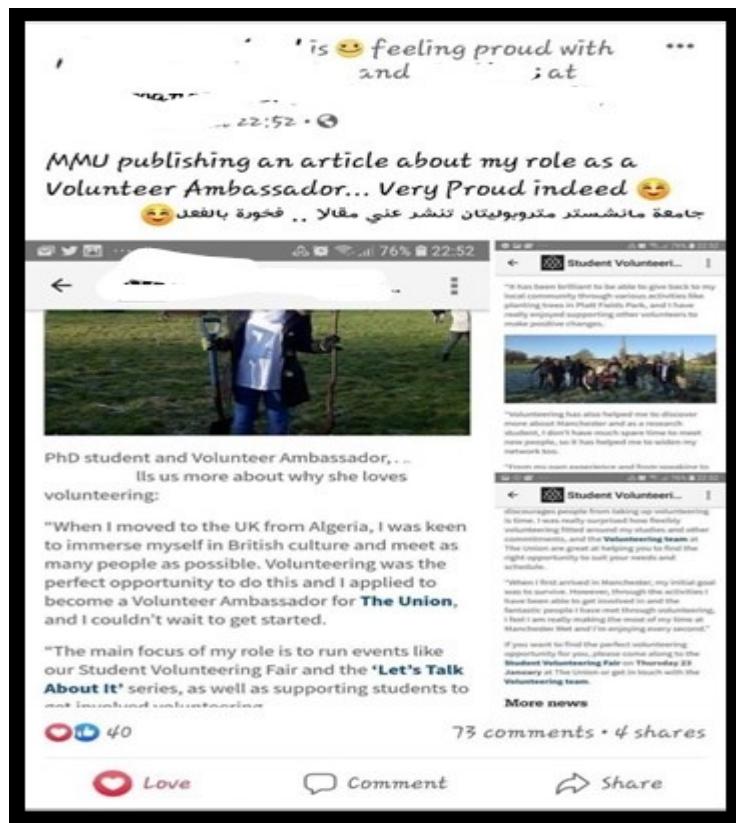 is 😊 feeling proud with
and ; at
22:52 ·
MMU publishing an article about my role as a
Volunteer Ambassador... Very Proud indeed 😊
جامعة مانشستر متروبوليتان تنشر عني مقالا .. فخورة بالفعل 😊
76% 22:52
PhD student and Volunteer Ambassador,
lls us more about why she loves
volunteering:
"When I moved to the UK from Algeria, I was keen
to immerse myself in British culture and meet as
many people as possible. Volunteering was the
perfect opportunity to do this and I applied to
become a Volunteer Ambassador for The Union,
and I couldn't wait to get started.
"The main focus of my role is to run events like
our Student Volunteering Fair and the 'Let's Talk
About It' series, as well as supporting students to
get involved volunteering
Student Volunteeri...
"It has been brilliant to be able to give back to my
local community through various activities like
planting trees in Platt Fields Park, and I have
really enjoyed supporting other volunteers to
make positive changes.
"Volunteering has also helped me to discover
more about Manchester and as a research
student, I don't have much spare time to meet
new people, so it has helped me to widen my
network too.
"From my own experience and from speaking to
Student Volunteeri...
discourages people from taking up volunteering
is time. I was really surprised how flexibly
volunteering fitted around my studies and other
commitments, and the Volunteering team at
The Union are great at helping you to find the
right opportunity to suit your needs and
schedule.
"When I first arrived in Manchester, my initial goal
was to survive. However, through the activities I
have been able to get involved in and the
fantastic people I have met through volunteering,
I feel I am really making the most of my time at
Manchester Met and I'm enjoying every second."
If you want to find the perfect volunteering
opportunity for you, please come along to the
Student Volunteering Fair on Thursday 23
January at The Union or get in touch with the
Volunteering team.
More news
40
73 comments • 4 shares
Love Comment Share